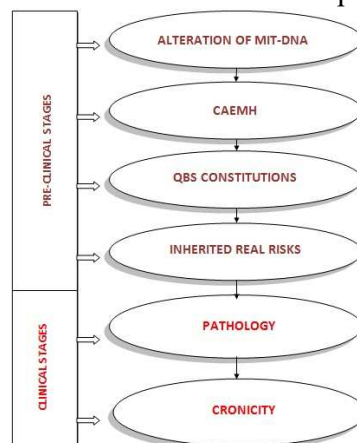 p
PRE-CLINICAL STAGES
ALTERATION OF MIT-DNA
CAEMH
QBS CONSTITUTIONS
INHERITED REAL RISKS
CLINICAL STAGES
PATHOLOGY
CRONICITY